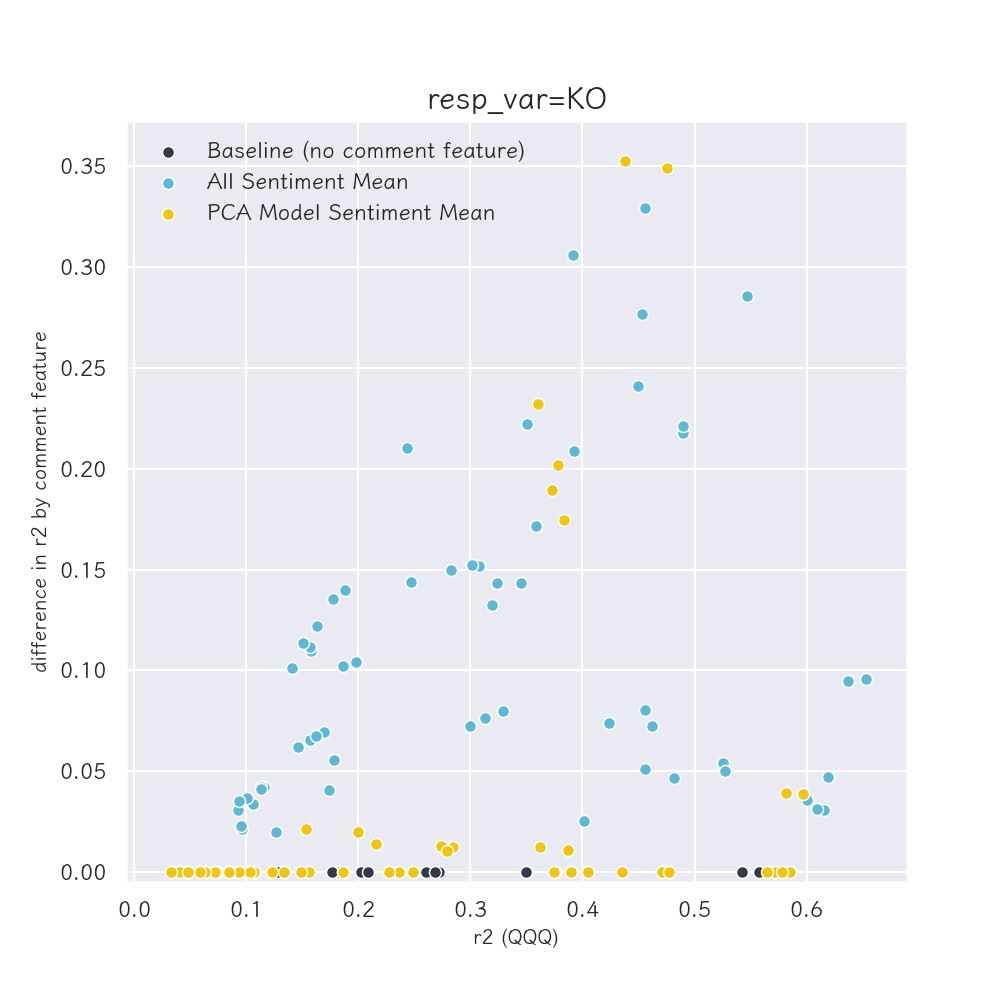 resp_var=KO
Baseline (no comment feature)
All Sentiment Mean
PCA Model Sentiment Mean
difference in r2 by comment feature
0.35
0.30
0.25
0.20
0.15
0.10
0.05
0.00
0.0 0.1 0.2 0.3 0.4 0.5 0.6
r2 (QQQ)